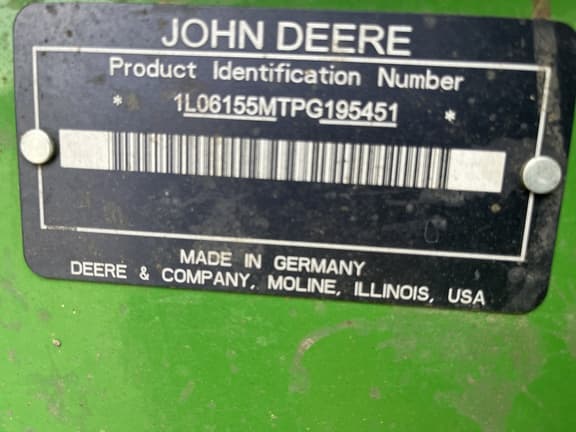 JOHN DEERE
Product Identification Number
* 1L06155MTPG195451 *
MADE IN GERMANY
DEERE & COMPANY, MOLINE, ILLINOIS, USA